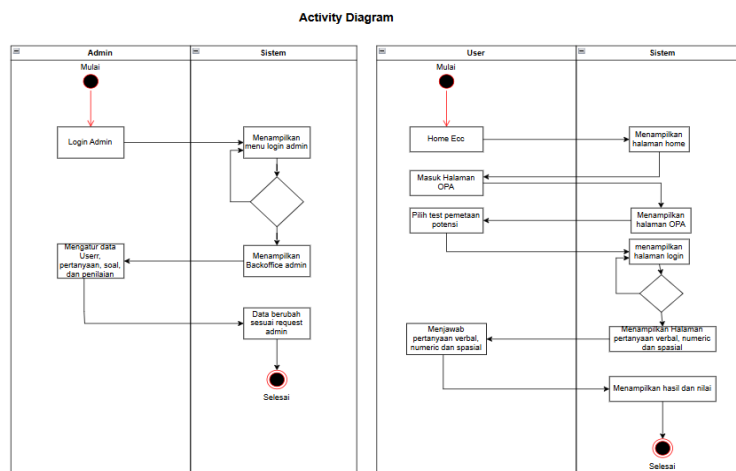 Activity Diagram
Admin
Sistem
Mulai
Login Admin
Menampilkan
menu login admin
Mengatur data
Userr,
pertanyaan, soal,
dan penilaian
Menampilkan
Backoffice admin
Data berubah
sesuai request
admin
Selesai
User
Sistem
Mulai
Home Ecc
Menampilkan
halaman home
Masuk Halaman
OPA
Pilih test pemetaan
potensi
Menampilkan
halaman OPA
menampilkan
halaman login
Menjawab
pertanyaan verbal,
numeric dan spasial
Menampilkan Halaman
pertanyaan verbal, numeric
dan spasial
Menampilkan hasil dan nilai
Selesai